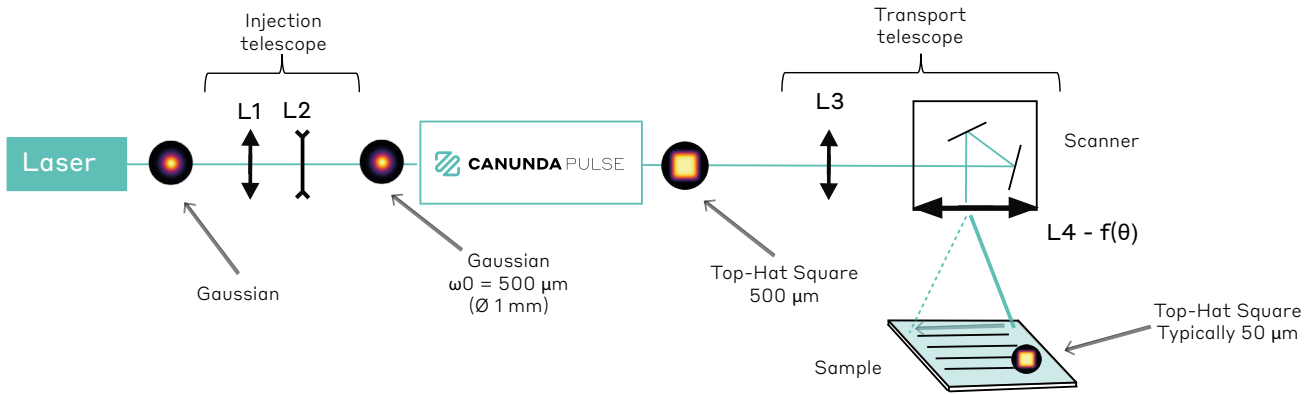 Injection
telescope
Transport
telescope
L1
L2
L3
Laser
CANUNDA PULSE
Scanner
L4 - f(θ)
Gaussian
Gaussian
ω0 = 500 µm
(Ø 1 mm)
Top-Hat Square
500 µm
Sample
Top-Hat Square
Typically 50 µm